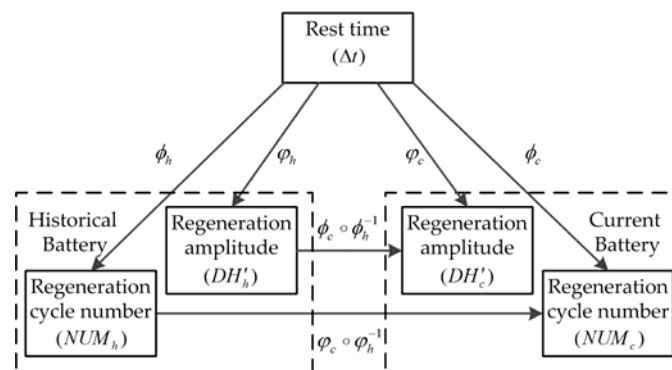 Rest time
(Δt)
ϕ_h
φ_h
φ_c
ϕ_c
Historical
Battery
Regeneration
amplitude
(DH′_h)
ϕ_c ∘ ϕ_h^{-1}
Regeneration
amplitude
(DH′_c)
Current
Battery
Regeneration
cycle number
(NUM_h)
φ_c ∘ φ_h^{-1}
Regeneration
cycle number
(NUM_c)